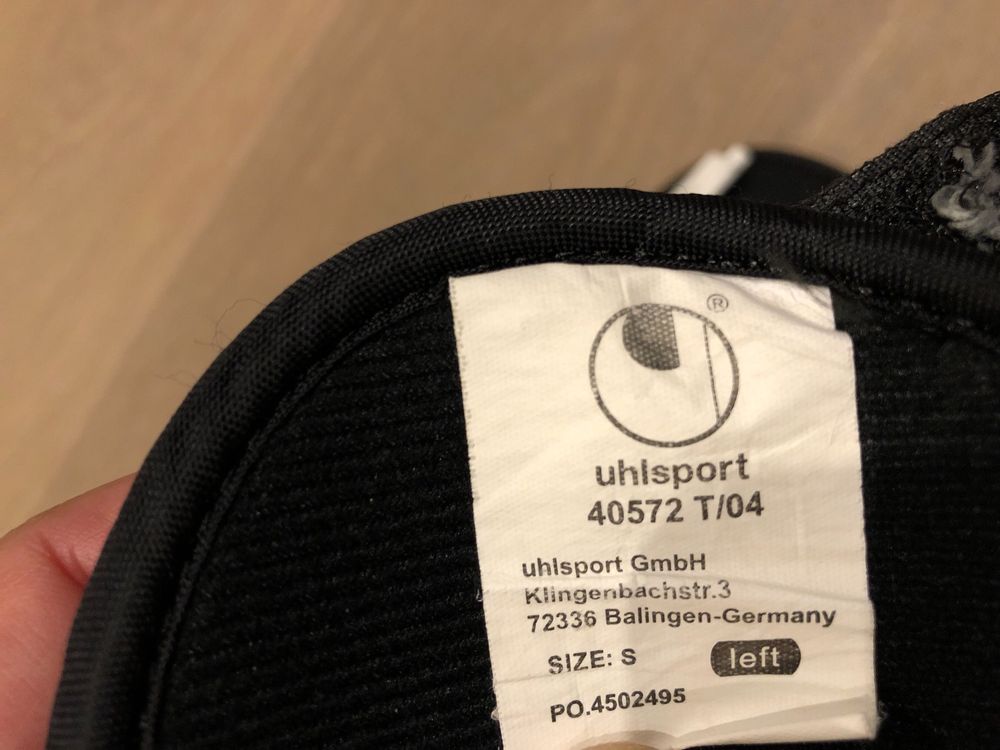 ®
uhlsport
40572 T/04
uhlsport GmbH
Klingenbachstr.3
72336 Balingen-Germany
SIZE: S left
PO.4502495